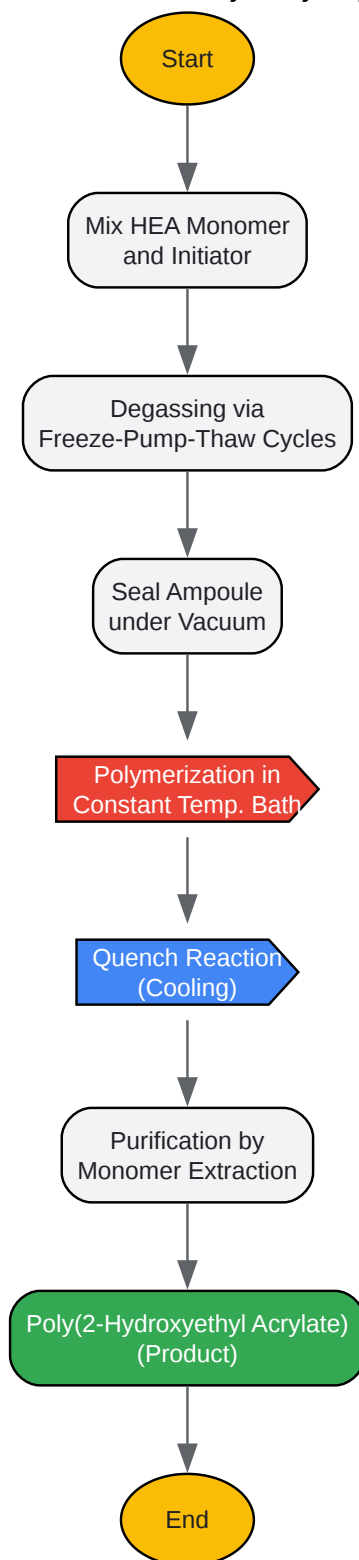 Start
Mix HEA Monomer
and Initiator
Degassing via
Freeze-Pump-Thaw Cycles
Seal Ampoule
under Vacuum
Polymerization in
Constant Temp. Bath
Quench Reaction
(Cooling)
Purification by
Monomer Extraction
Poly(2-Hydroxyethyl Acrylate)
(Product)
End